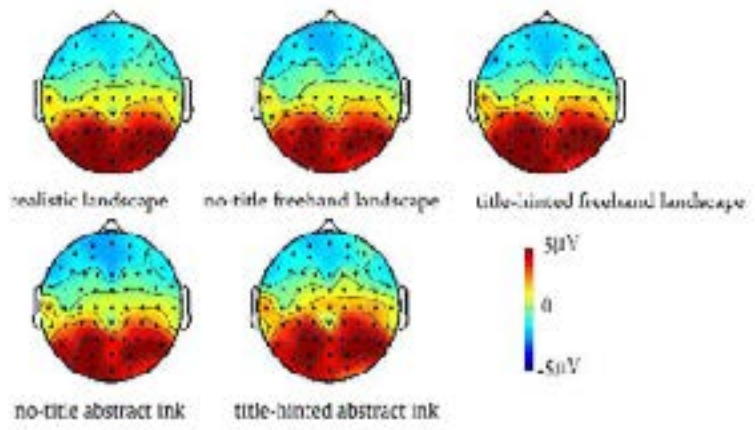 realistic landscape
no-title freehand landscape
title-hinted freehand landscape
5μV
0
-5μV
no-title abstract ink
title-hinted abstract ink